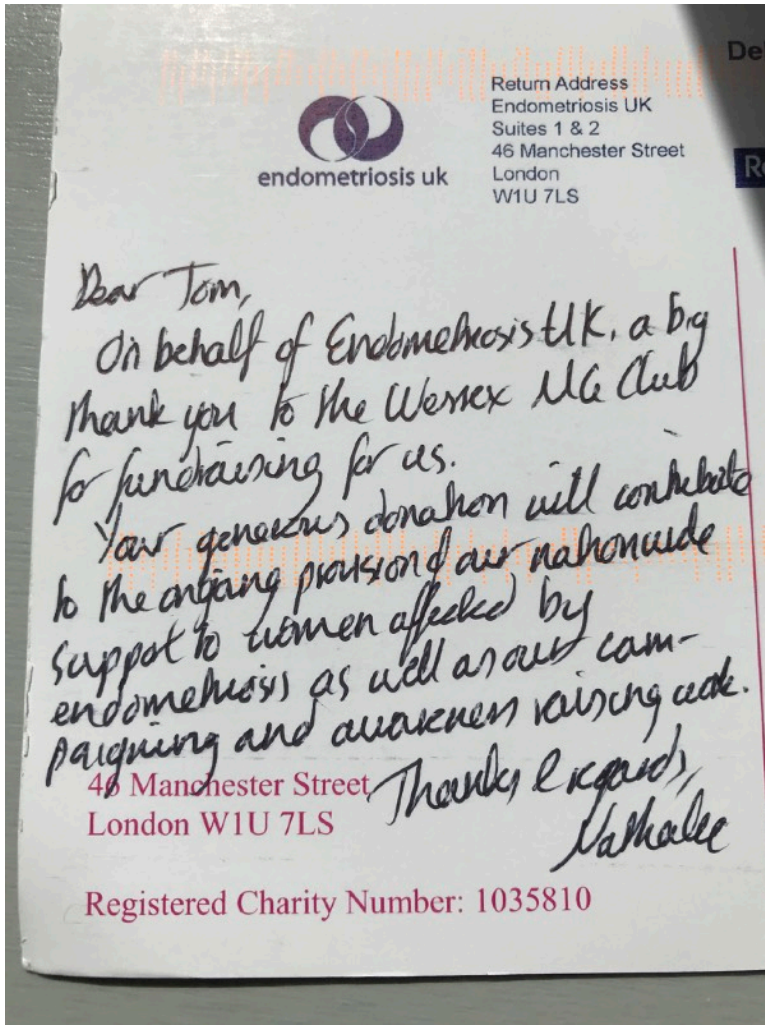 De
Return Address
Endometriosis UK
Suites 1 & 2
46 Manchester Street
London
W1U 7LS
endometriosis uk
Dear Tom,
On behalf of Endometriosis UK, a big
thank you to the Wessex MG Club
for fundraising for us.
Your generous donation will contribute
to the ongoing provision of our nationwide
support to women affected by
endometriosis as well as our cam-
paigning and awareness raising work.
Thanks & regards,
Nathalie
46 Manchester Street
London W1U 7LS
Registered Charity Number: 1035810